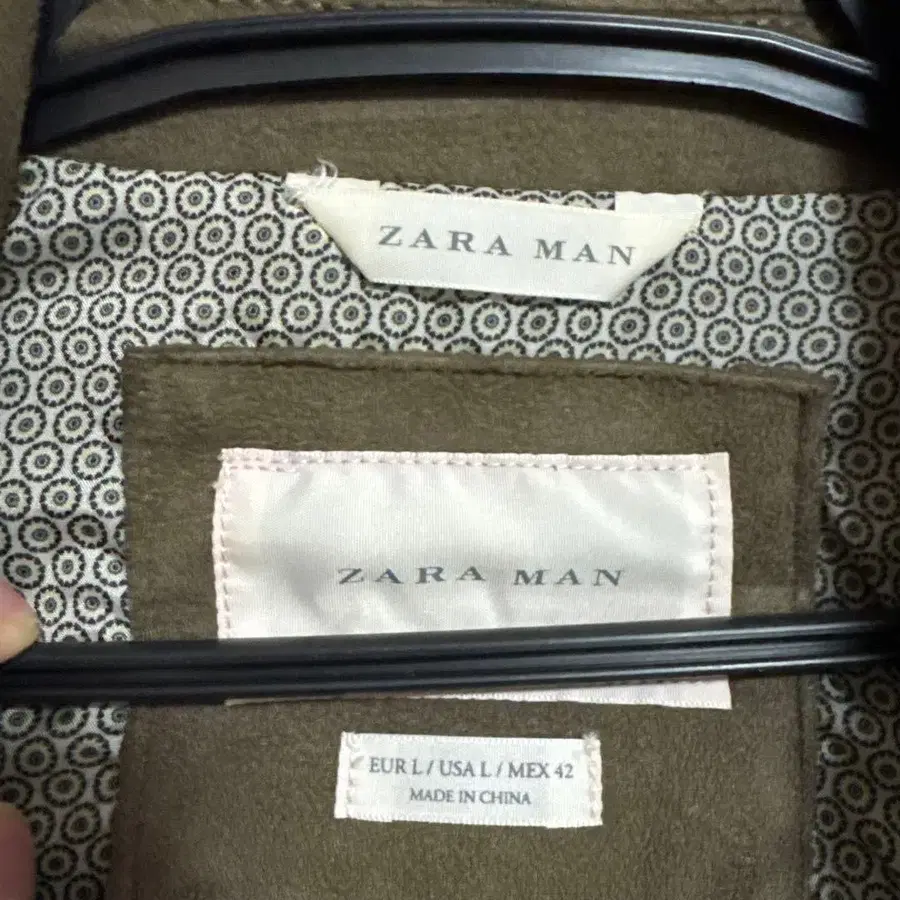 ZARA MAN
ZARA MAN
EUR L / USA L / MEX 42
MADE IN CHINA